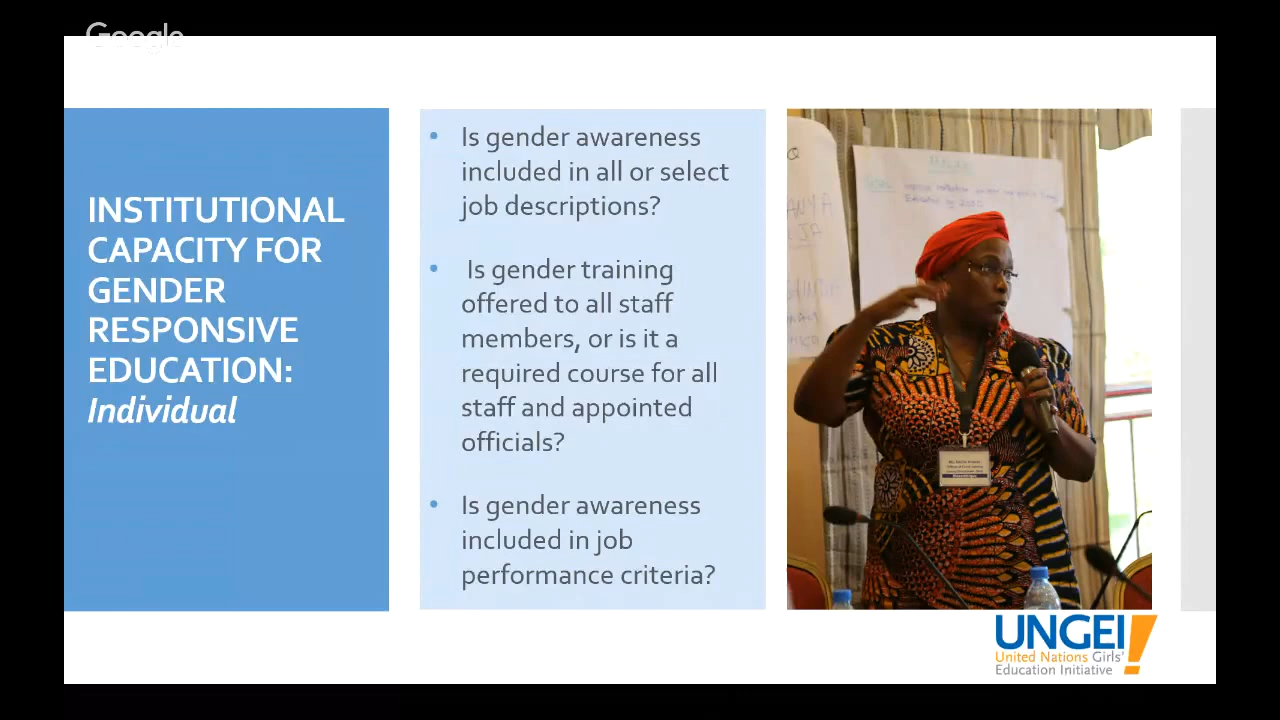 Google
INSTITUTIONAL
CAPACITY FOR
GENDER
RESPONSIVE
EDUCATION:
Individual
• Is gender awareness
included in all or select
job descriptions?
• Is gender training
offered to all staff
members, or is it a
required course for all
staff and appointed
officials?
• Is gender awareness
included in job
performance criteria?
UNGEI
United Nations Girls'
Education Initiative